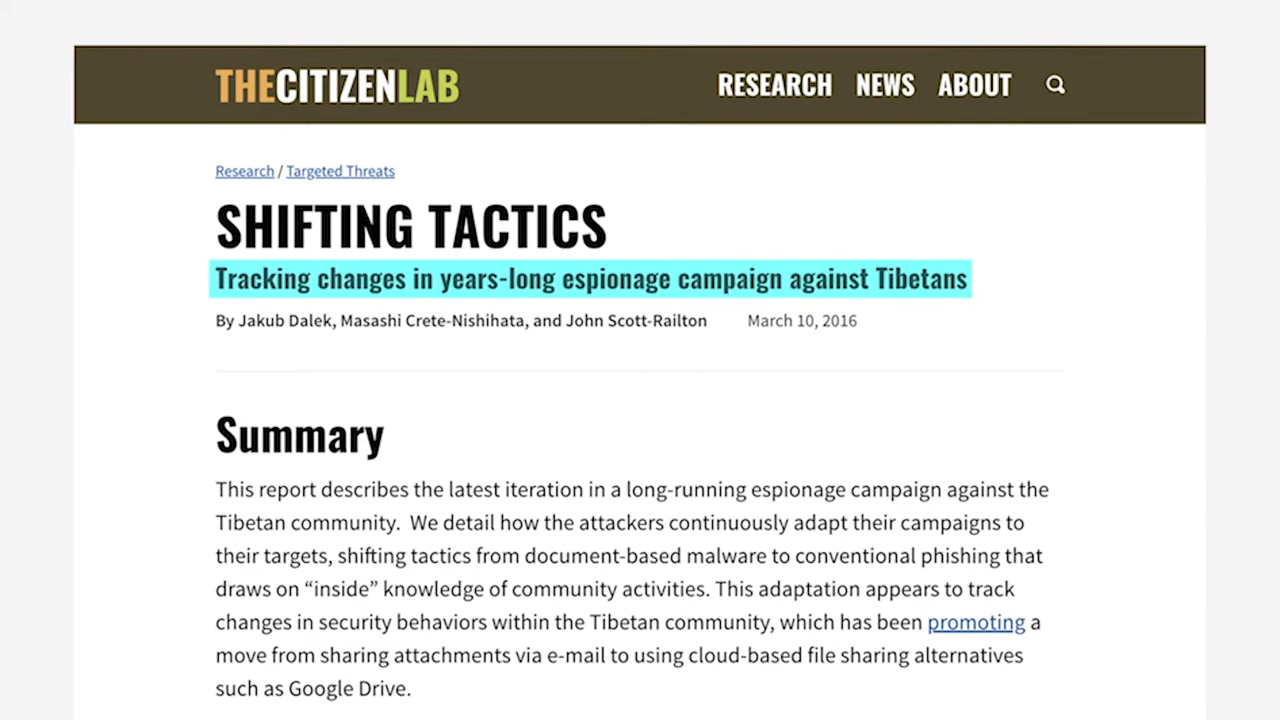 THECITIZENLAB
RESEARCH NEWS ABOUT
Research / Targeted Threats
SHIFTING TACTICS
Tracking changes in years-long espionage campaign against Tibetans
By Jakub Dalek, Masashi Crete-Nishihata, and John Scott-Railton March 10, 2016
Summary
This report describes the latest iteration in a long-running espionage campaign against the
Tibetan community.  We detail how the attackers continuously adapt their campaigns to
their targets, shifting tactics from document-based malware to conventional phishing that
draws on “inside” knowledge of community activities. This adaptation appears to track
changes in security behaviors within the Tibetan community, which has been promoting a
move from sharing attachments via e-mail to using cloud-based file sharing alternatives
such as Google Drive.